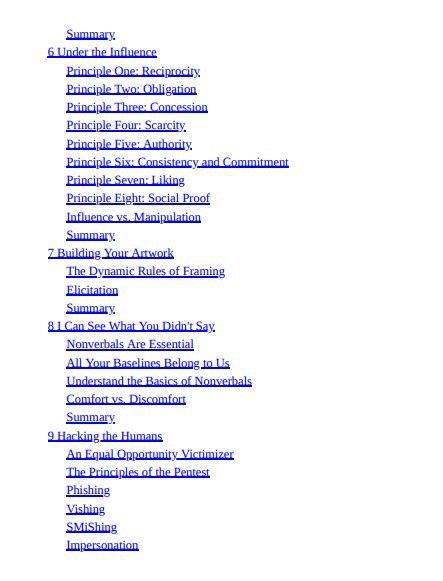 Summary
6 Under the Influence
Principle One: Reciprocity
Principle Two: Obligation
Principle Three: Concession
Principle Four: Scarcity
Principle Five: Authority
Principle Six: Consistency and Commitment
Principle Seven: Liking
Principle Eight: Social Proof
Influence vs. Manipulation
Summary
7 Building Your Artwork
The Dynamic Rules of Framing
Elicitation
Summary
8 I Can See What You Didn't Say
Nonverbals Are Essential
All Your Baselines Belong to Us
Understand the Basics of Nonverbals
Comfort vs. Discomfort
Summary
9 Hacking the Humans
An Equal Opportunity Victimizer
The Principles of the Pentest
Phishing
Vishing
SMiShing
Impersonation